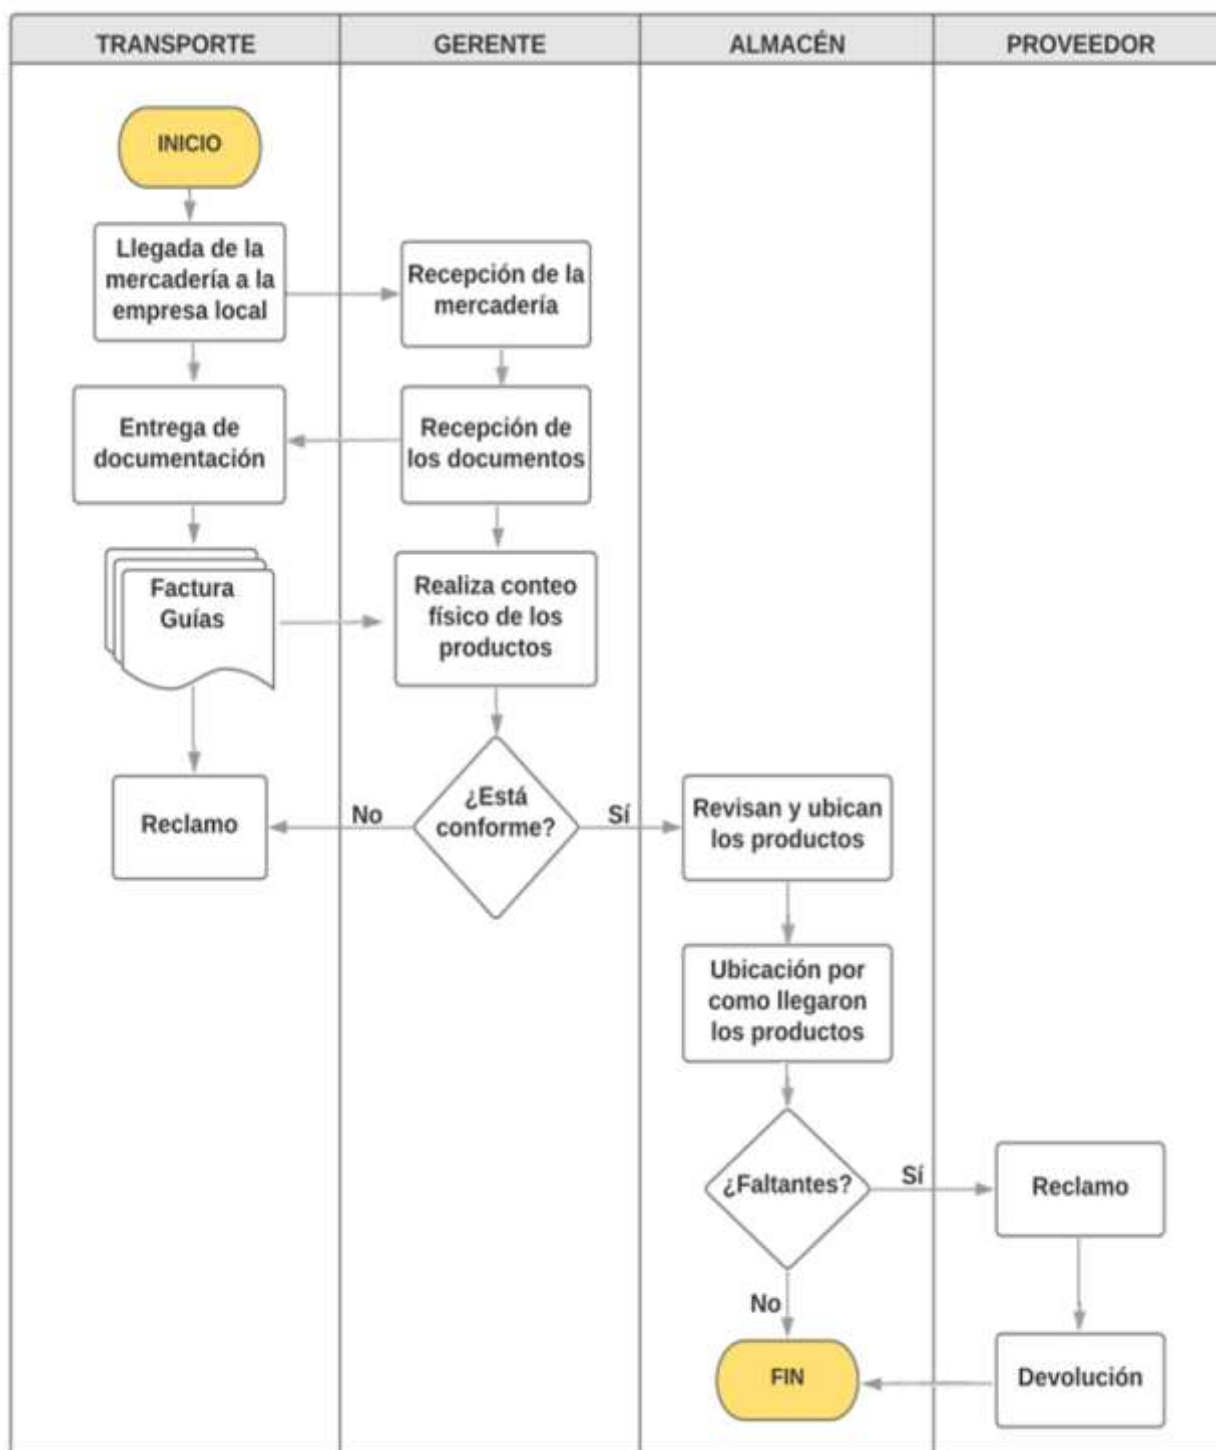 TRANSPORTE
GERENTE
ALMACÉN
PROVEEDOR
INICIO
Llegada de la
mercadería a la
empresa local
Recepción de la
mercadería
Entrega de
documentación
Recepción de
los documentos
Factura
Guías
Realiza conteo
físico de los
productos
Reclamo
No
¿Está
conforme?
Sí
Revisan y ubican
los productos
Ubicación por
como llegaron
los productos
¿Faltantes?
Sí
Reclamo
No
FIN
Devolución